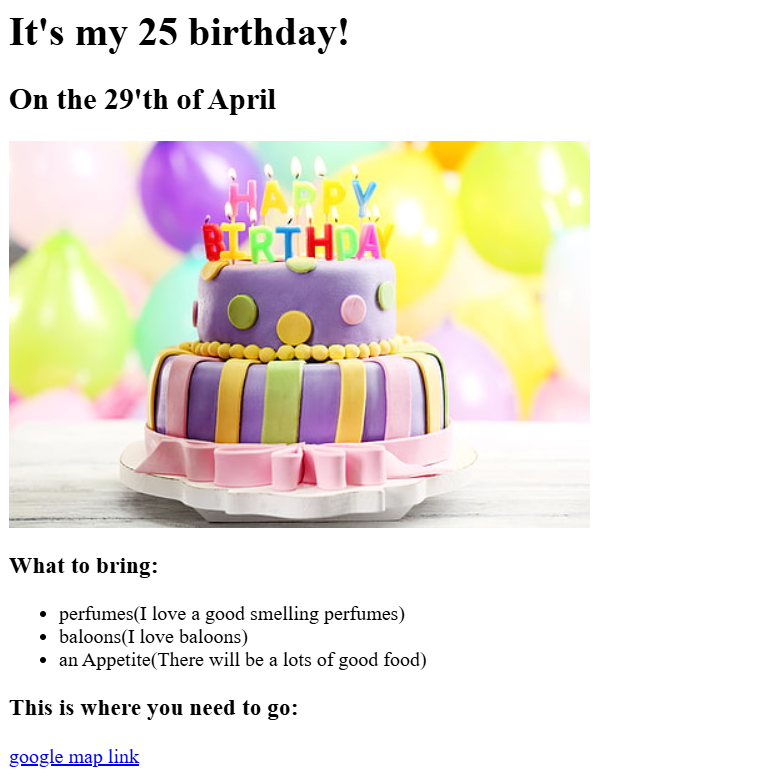 It's my 25 birthday!
On the 29'th of April
HAPPY
BIRTHDAY
What to bring:
perfumes(I love a good smelling perfumes)
baloons(I love baloons)
an Appetite(There will be a lots of good food)
This is where you need to go:
google map link